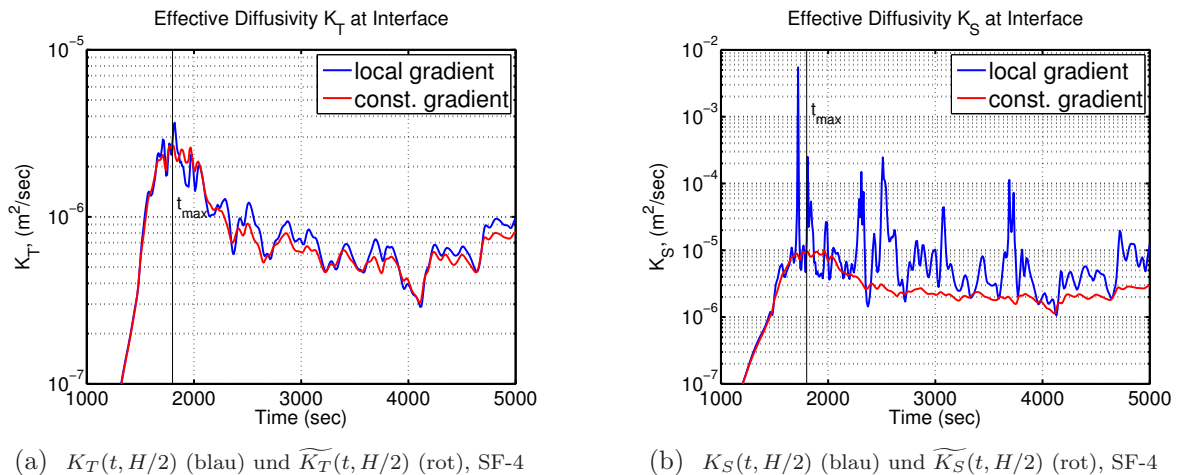 Effective Diffusivity K_T at Interface
10^-5
10^-6
10^-7
K_T, (m^2/sec)
local gradient
const. gradient
t_max
1000 2000 3000 4000 5000
Time (sec)
(a) K_T(t, H/2) (blau) und \widetilde{K_T}(t, H/2) (rot), SF-4
Effective Diffusivity K_S at Interface
10^-2
10^-3
10^-4
10^-5
10^-6
10^-7
K_S, (m^2/sec)
local gradient
const. gradient
t_max
1000 2000 3000 4000 5000
Time (sec)
(b) K_S(t, H/2) (blau und \widetilde{K_S}(t, H/2) (rot), SF-4